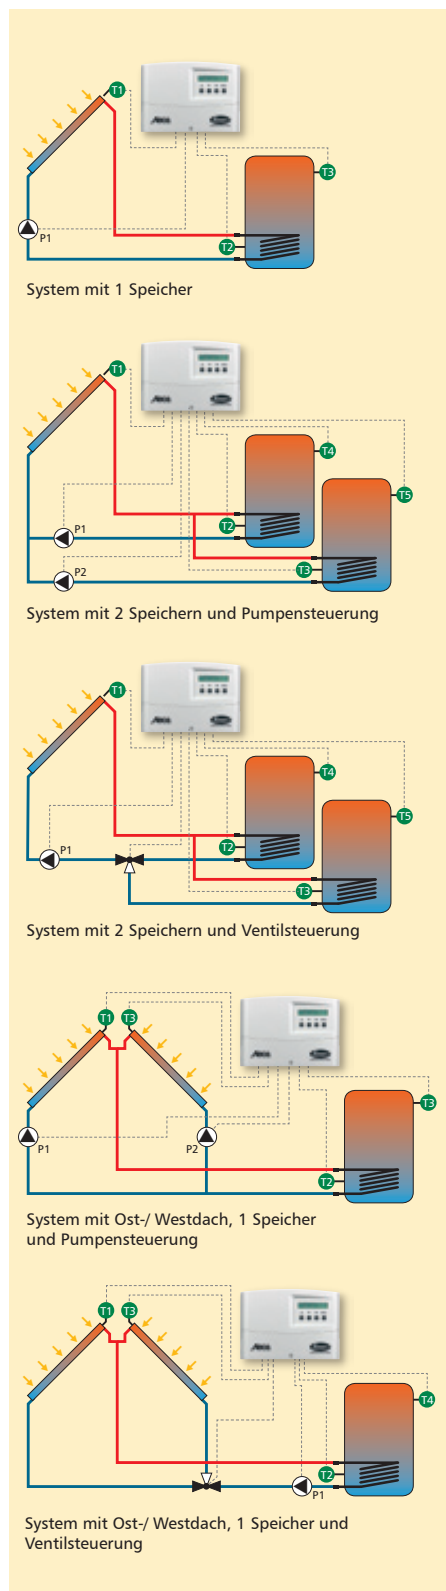 T1
T3
P1
T2
System mit 1 Speicher
T1
T4
T5
P1
T2
P2
T3
System mit 2 Speichern und Pumpensteuerung
T1
T4
T5
P1
T2
T3
System mit 2 Speichern und Ventilsteuerung
T1 T3
T3
P1 P2
T2
System mit Ost-/ Westdach, 1 Speicher
und Pumpensteuerung
T1 T3
T4
T2
P1
System mit Ost-/ Westdach, 1 Speicher und
Ventilsteuerung